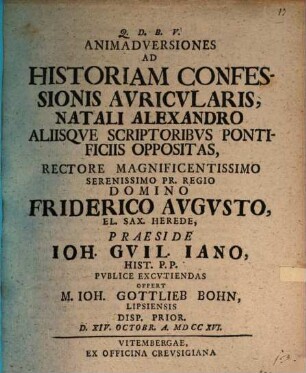 Q. D. B. V.
ANIMADVERSIONES
AD
HISTORIAM CONFES-
SIONIS AVRICVLARIS,
NATALI ALEXANDRO
ALIISQVE SCRIPTORIBVS PONTI-
FICIIS OPPOSITAS,
RECTORE MAGNIFICENTISSIMO
SERENISSIMO PR. REGIO
DOMINO
FRIDERICO AVGVSTO,
EL. SAX. HEREDE,
PRAESIDE
IOH. GVIL. IANO,
HIST. P. P.
PVBLICE EXCVTIENDAS
OFFERT
M. IOH. GOTTLIEB BOHN,
LIPSIENSIS
DISP. PRIOR.
D. XIV. OCTOBR. A. MDCCXVI.
VITEMBERGAE,
EX OFFICINA CREVSIGIANA